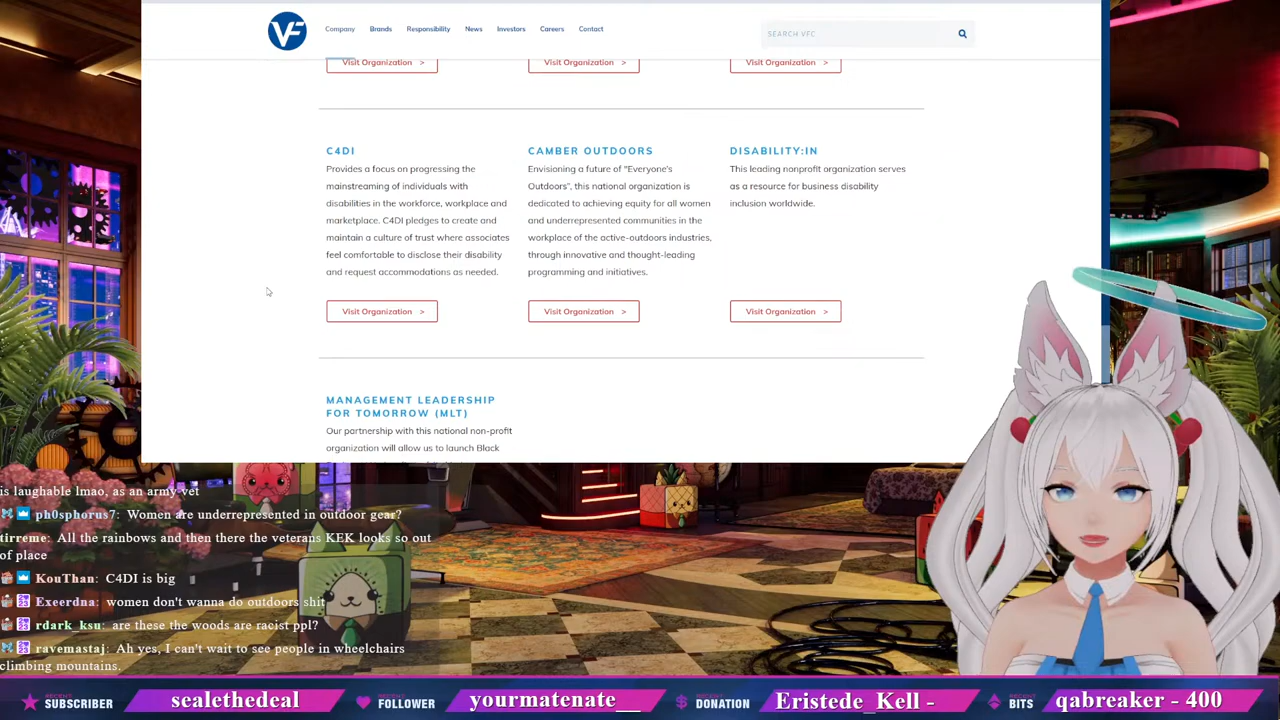 VF
Company Brands Responsibility News Investors Careers Contact
SEARCH VFC
Visit Organization > Visit Organization > Visit Organization >
C4DI
Provides a focus on progressing the
mainstreaming of individuals with
disabilities in the workforce, workplace and
marketplace. C4DI pledges to create and
maintain a culture of trust where associates
feel comfortable to disclose their disability
and request accommodations as needed.
Visit Organization >
CAMBER OUTDOORS
Envisioning a future of "Everyone's
Outdoors", this national organization is
dedicated to achieving equity for all women
and underrepresented communities in the
workplace of the active-outdoors industries,
through innovative and thought-leading
programming and initiatives.
Visit Organization >
DISABILITY:IN
This leading nonprofit organization serves
as a resource for business disability
inclusion worldwide.
Visit Organization >
MANAGEMENT LEADERSHIP
FOR TOMORROW (MLT)
Our partnership with this national non-profit
organization will allow us to launch Black
is laughable lmao, as an army vet
ph0sphorus7: Women are underrepresented in outdoor gear?
tirreme: All the rainbows and then there the veterans KEK looks so out
of place
KouThan: C4DI is big
Exeerdna: women don't wanna do outdoors shit
rdark_ksu: are these the woods are racist ppl?
ravemastaj: Ah yes, I can't wait to see people in wheelchairs
climbing mountains.
RECENT SUBSCRIBER sealethedeal RECENT FOLLOWER yourmatenate__ RECENT DONATION Eristede_Kell - RECENT BITS qabreaker - 400